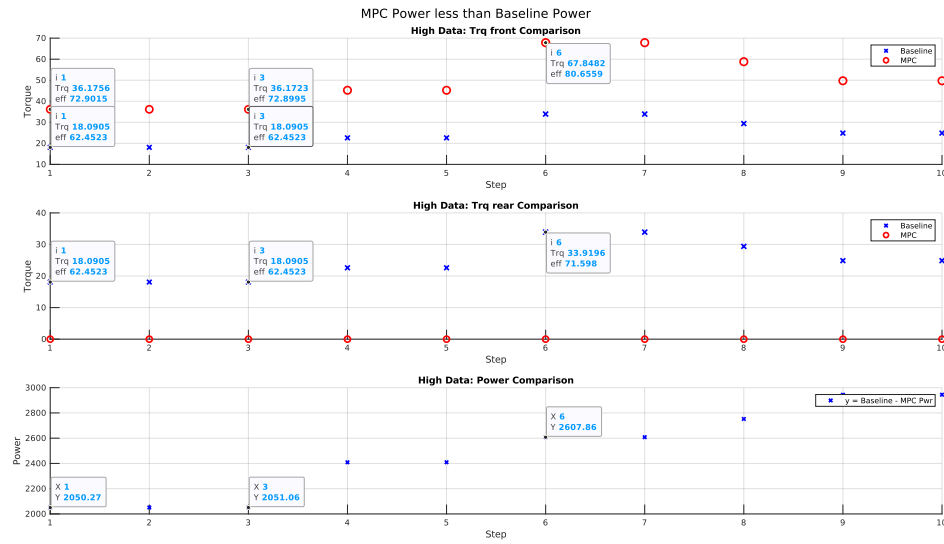 MPC Power less than Baseline Power
High Data: Trq front Comparison
70
60
50
40
30
20
10
Torque
i 1
Trq 36.1756
eff 72.9015
i 1
Trq 18.0905
eff 62.4523
i 3
Trq 36.1723
eff 72.8995
i 3
Trq 18.0905
eff 62.4523
i 6
Trq 67.8482
eff 80.6559
Baseline
MPC
1 2 3 4 5 6 7 8 9 10
Step
High Data: Trq rear Comparison
40
30
20
10
0
Torque
i 1
Trq 18.0905
eff 62.4523
i 3
Trq 18.0905
eff 62.4523
i 6
Trq 33.9196
eff 71.598
Baseline
MPC
1 2 3 4 5 6 7 8 9 10
Step
High Data: Power Comparison
3000
2800
2600
2400
2200
2000
Power
X 1
Y 2050.27
X 3
Y 2051.06
X 6
Y 2607.86
y = Baseline - MPC Pwr
1 2 3 4 5 6 7 8 9 10
Step